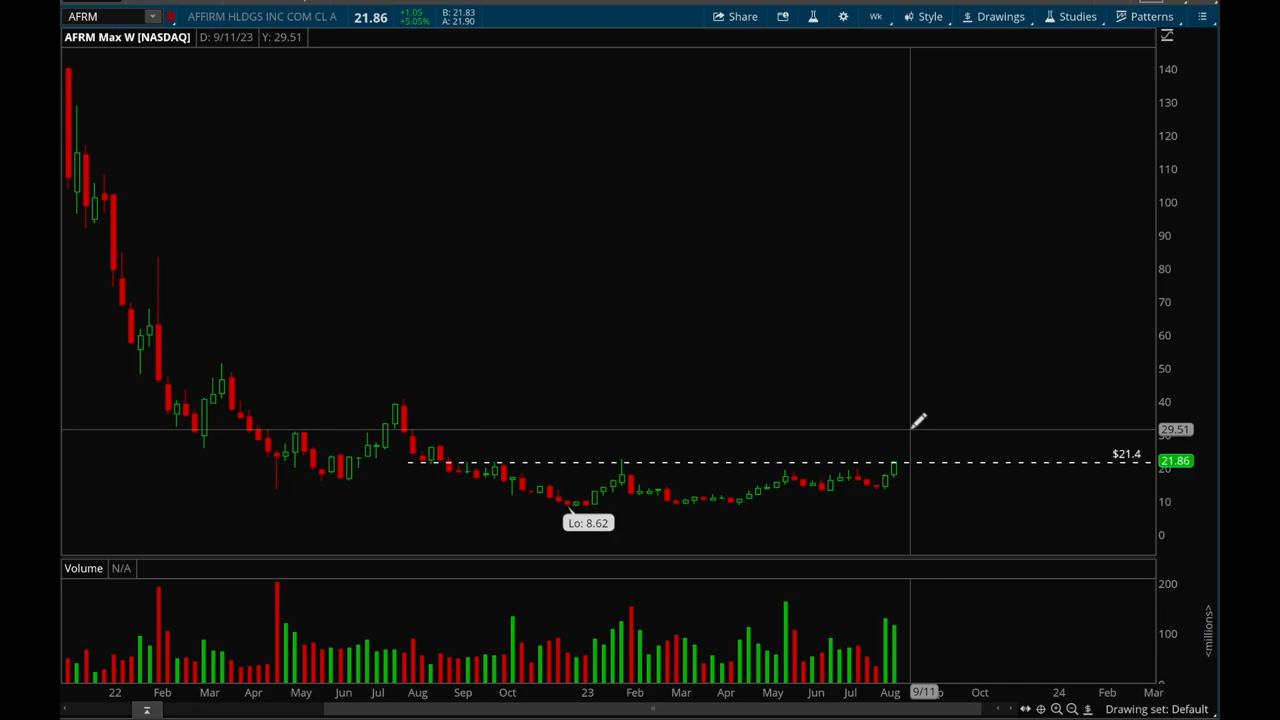 AFRM
AFFIRM HLDGS INC COM CL A
21.86
+1.05
+5.05%
B: 21.83
A: 21.90
Share
Wk
Style
$ Drawings
Studies
Patterns
AFRM Max W [NASDAQ] D: 9/11/23 Y: 29.51
140
130
120
110
100
90
80
70
60
50
40
29.51
$21.4
21.86
10
0
Lo: 8.62
Volume N/A
200
100
<millions>
22 Feb Mar Apr May Jun Jul Aug Sep Oct 23 Feb Mar Apr May Jun Jul Aug 9/11 Oct 24 Feb Mar
$ Drawing set: Default